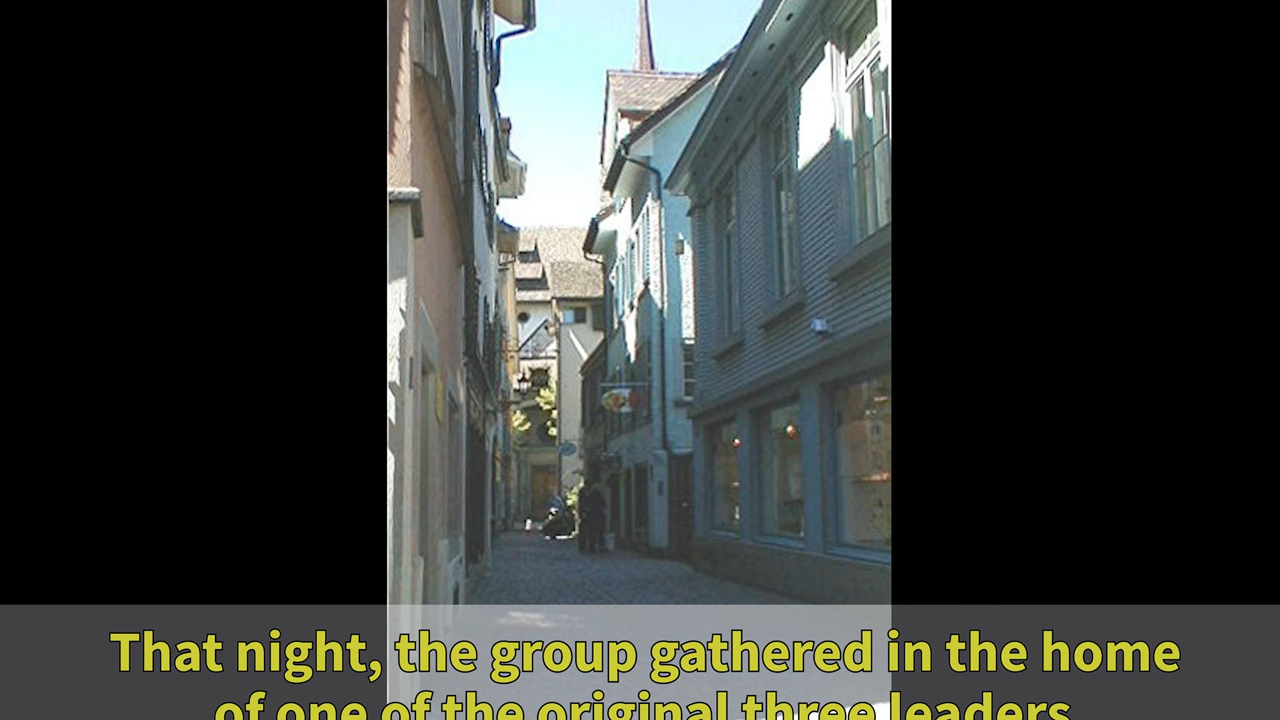 That night, the group gathered in the home
of one of the original three leaders